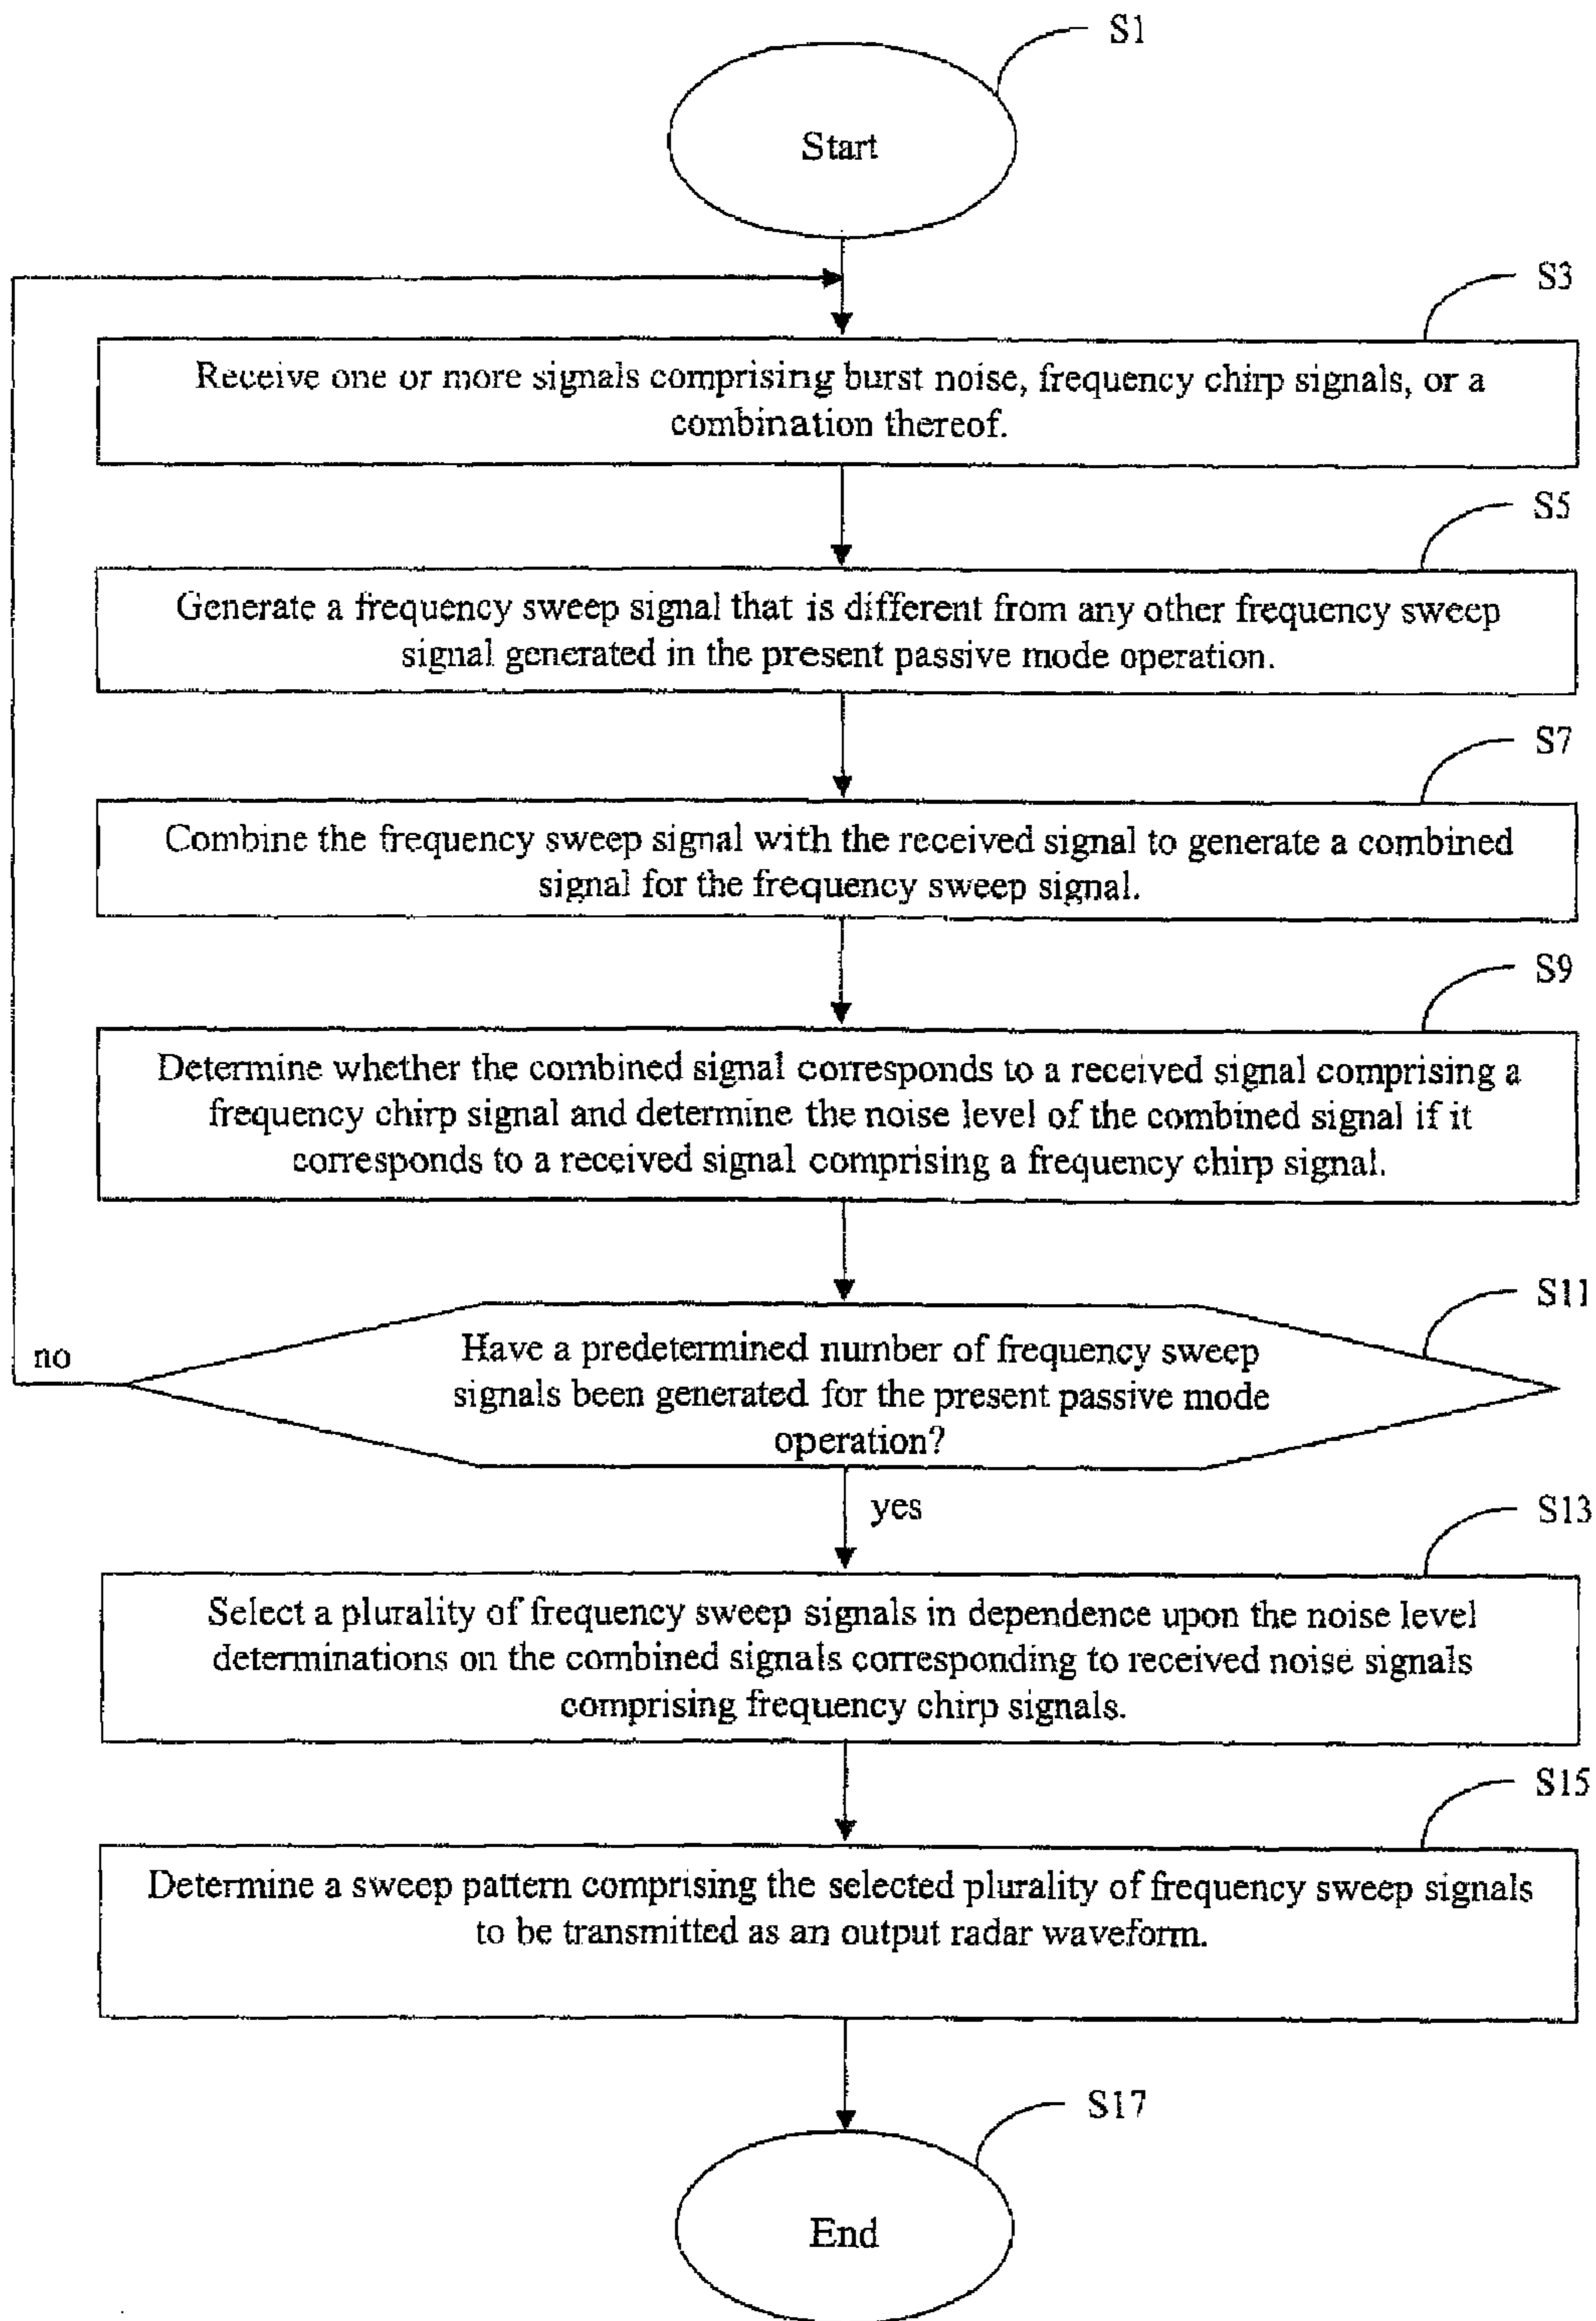 S1
Start
S3
Receive one or more signals comprising burst noise, frequency chirp signals, or a
combination thereof.
S5
Generate a frequency sweep signal that is different from any other frequency sweep
signal generated in the present passive mode operation.
S7
Combine the frequency sweep signal with the received signal to generate a combined
signal for the frequency sweep signal.
S9
Determine whether the combined signal corresponds to a received signal comprising a
frequency chirp signal and determine the noise level of the combined signal if it
corresponds to a received signal comprising a frequency chirp signal.
S11
no
Have a predetermined number of frequency sweep
signals been generated for the present passive mode
operation?
yes
S13
Select a plurality of frequency sweep signals in dependence upon the noise level
determinations on the combined signals corresponding to received noise signals
comprising frequency chirp signals.
S15
Determine a sweep pattern comprising the selected plurality of frequency sweep signals
to be transmitted as an output radar waveform.
S17
End